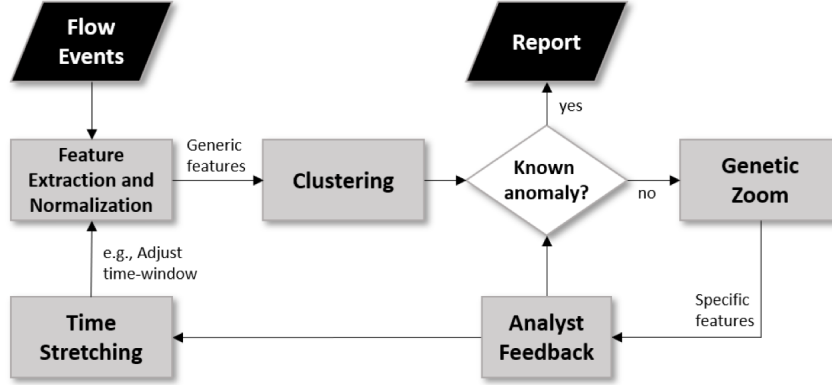 Flow
Events
Report
yes
Feature
Extraction and
Normalization
Generic
features
Clustering
Known
anomaly?
no
Genetic
Zoom
e.g., Adjust
time-window
Time
Stretching
Analyst
Feedback
Specific
features